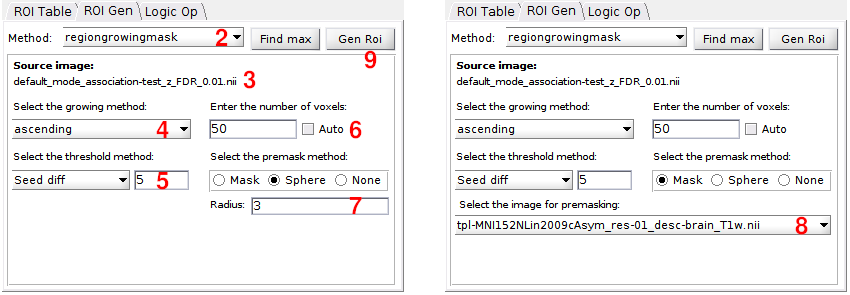 ROI Table ROI Gen Logic Op
Method: regiongrowingmask 2 Find max Gen Roi
9
Source image:
default_mode_association-test_z_FDR_0.01.nii 3
Select the growing method: Enter the number of voxels:
ascending 4 50 Auto 6
Select the threshold method: Select the premask method:
Seed diff 5 5 Mask Sphere None
Radius: 3 7
ROI Table ROI Gen Logic Op
Method: regiongrowingmask Find max Gen Roi
Source image:
default_mode_association-test_z_FDR_0.01.nii
Select the growing method: Enter the number of voxels:
ascending 50 Auto
Select the threshold method: Select the premask method:
Seed diff 5 Mask Sphere None
Select the image for premasking:
tpl-MNI152NLin2009cAsym_res-01_desc-brain_T1w.nii 8